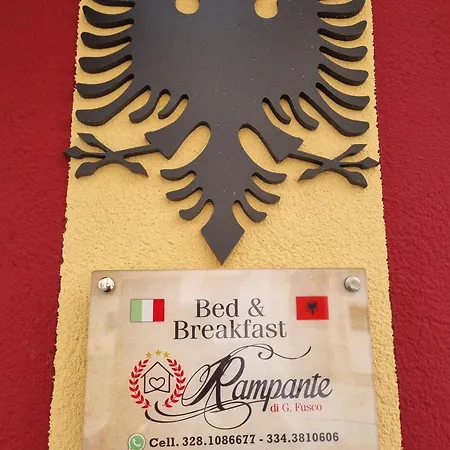 Bed &
Breakfast
Rampante
di G. Fusco
Cell. 328.1086677 - 334.3810606